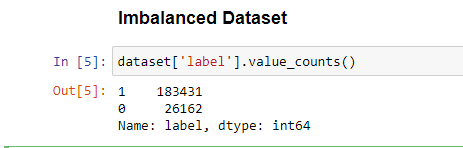 Imbalanced Dataset
In [5]: dataset['label'].value_counts()
Out[5]: 1    183431
0     26162
Name: label, dtype: int64